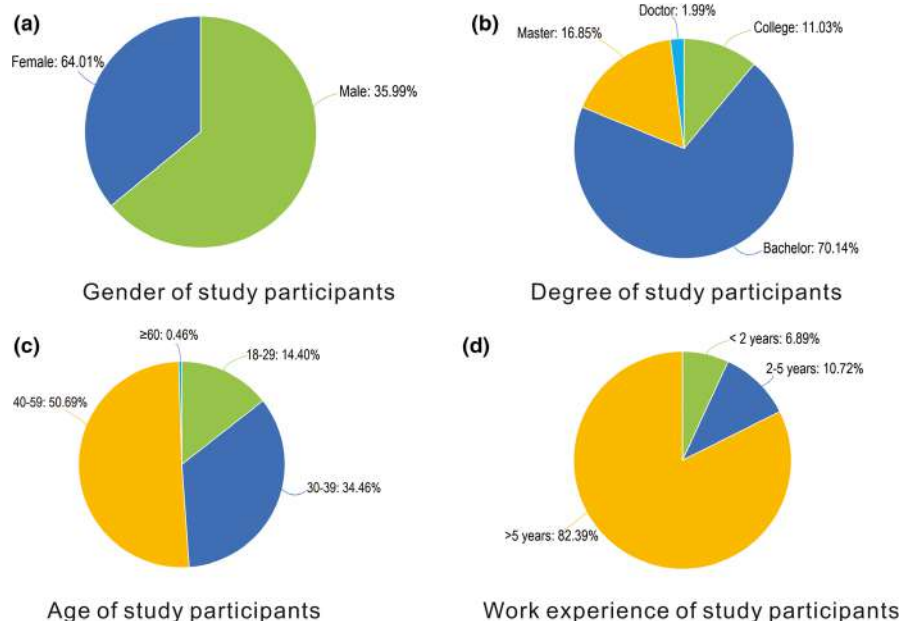 (a)
Female: 64.01%
Male: 35.99%
Gender of study participants
(b)
Doctor: 1.99%
College: 11.03%
Master: 16.85%
Bachelor: 70.14%
Degree of study participants
(c)
≥60: 0.46%
18-29: 14.40%
40-59: 50.69%
30-39: 34.46%
Age of study participants
(d)
< 2 years: 6.89%
2-5 years: 10.72%
>5 years: 82.39%
Work experience of study participants